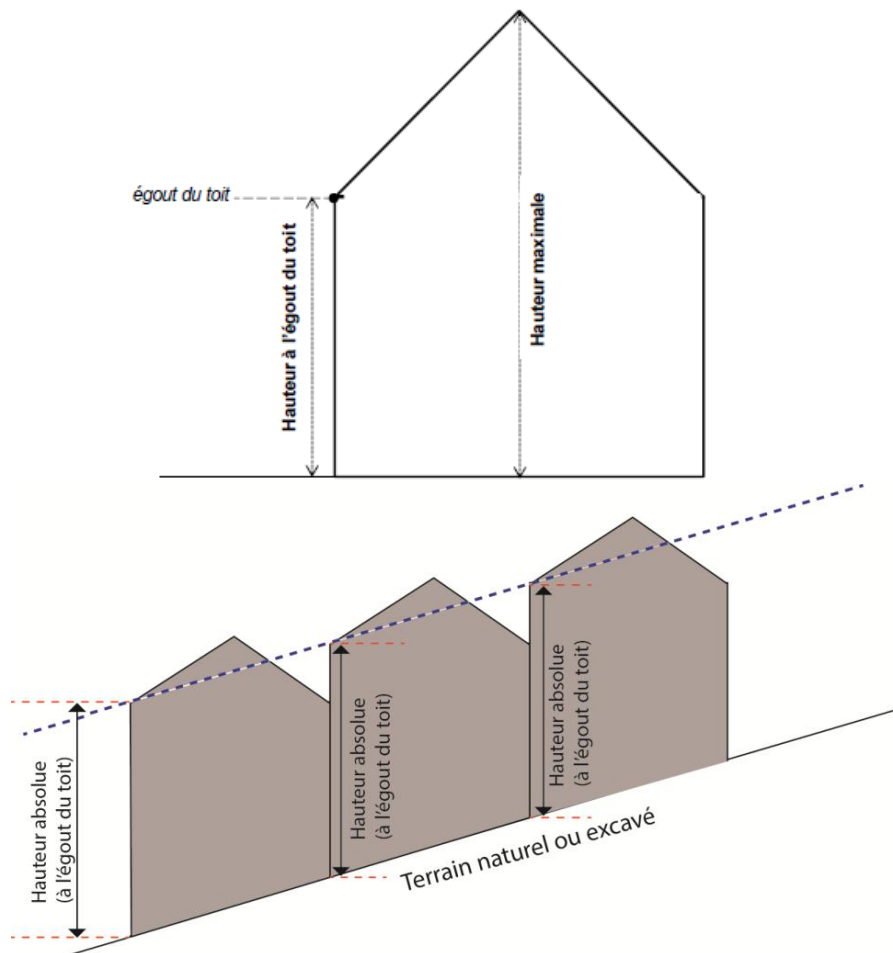 égout du toit
Hauteur à l'égout du toit
Hauteur maximale
Hauteur absolue
(à l'égout du toit)
Hauteur absolue
(à l'égout du toit)
Hauteur absolue
(à l'égout du toit)
Terrain naturel ou excavé